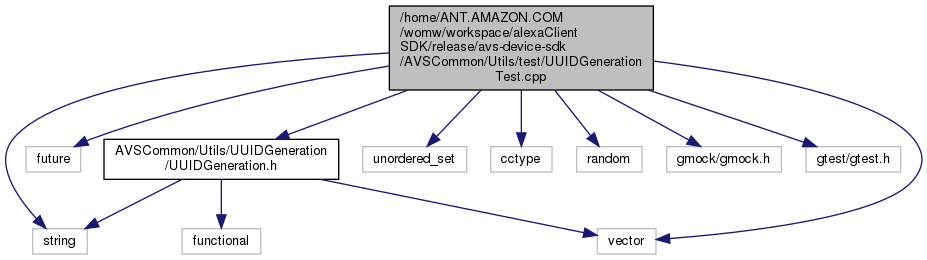 /home/ANT.AMAZON.COM
/womw/workspace/alexaClient
SDK/release/avs-device-sdk
/AVSCommon/Utils/test/UUIDGeneration
Test.cpp
future
AVSCommon/Utils/UUIDGeneration
/UUIDGeneration.h
unordered_set
cctype
random
gmock/gmock.h
gtest/gtest.h
string
functional
vector